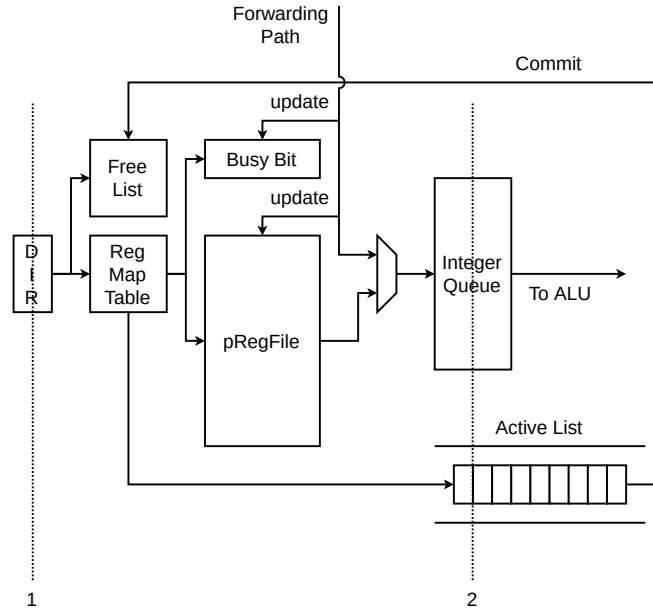 Forwarding
Path
Commit
update
Free
List
Busy Bit
update
D
I
R
Reg
Map
Table
pRegFile
Integer
Queue
To ALU
Active List
1
2